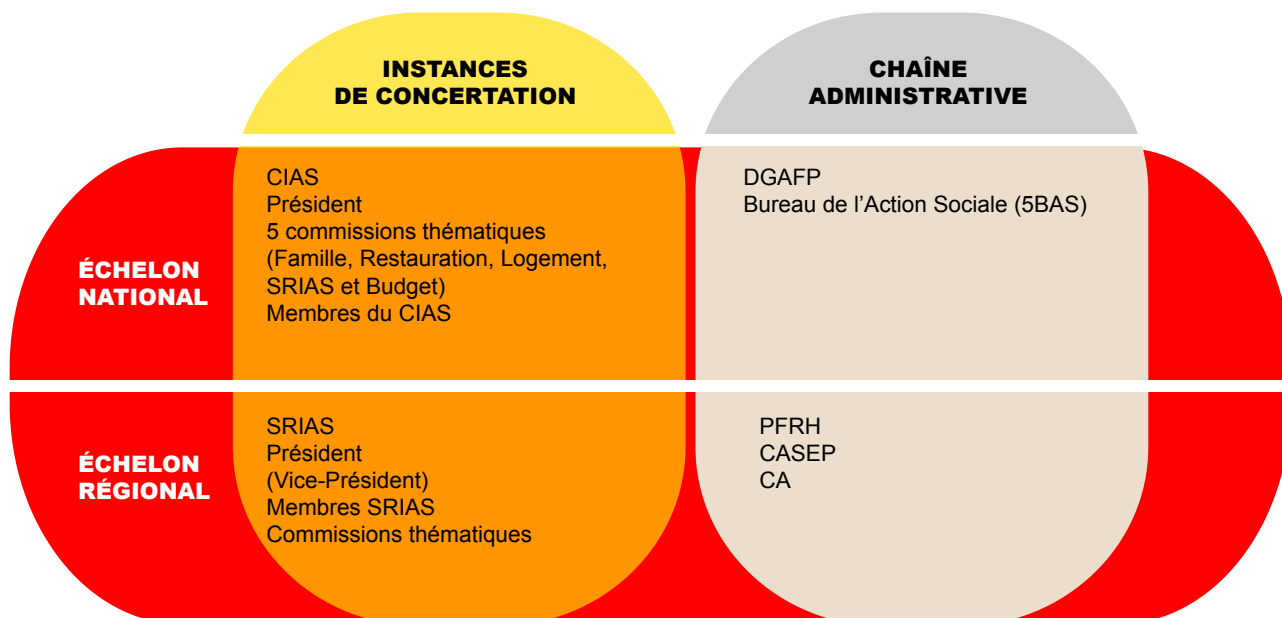 INSTANCES
DE CONCERTATION
CHAÎNE
ADMINISTRATIVE
ÉCHELON
NATIONAL
CIAS
Président
5 commissions thématiques
(Famille, Restauration, Logement,
SRIAS et Budget)
Membres du CIAS
DGAFP
Bureau de l’Action Sociale (5BAS)
ÉCHELON
RÉGIONAL
SRIAS
Président
(Vice-Président)
Membres SRIAS
Commissions thématiques
PFRH
CASEP
CA